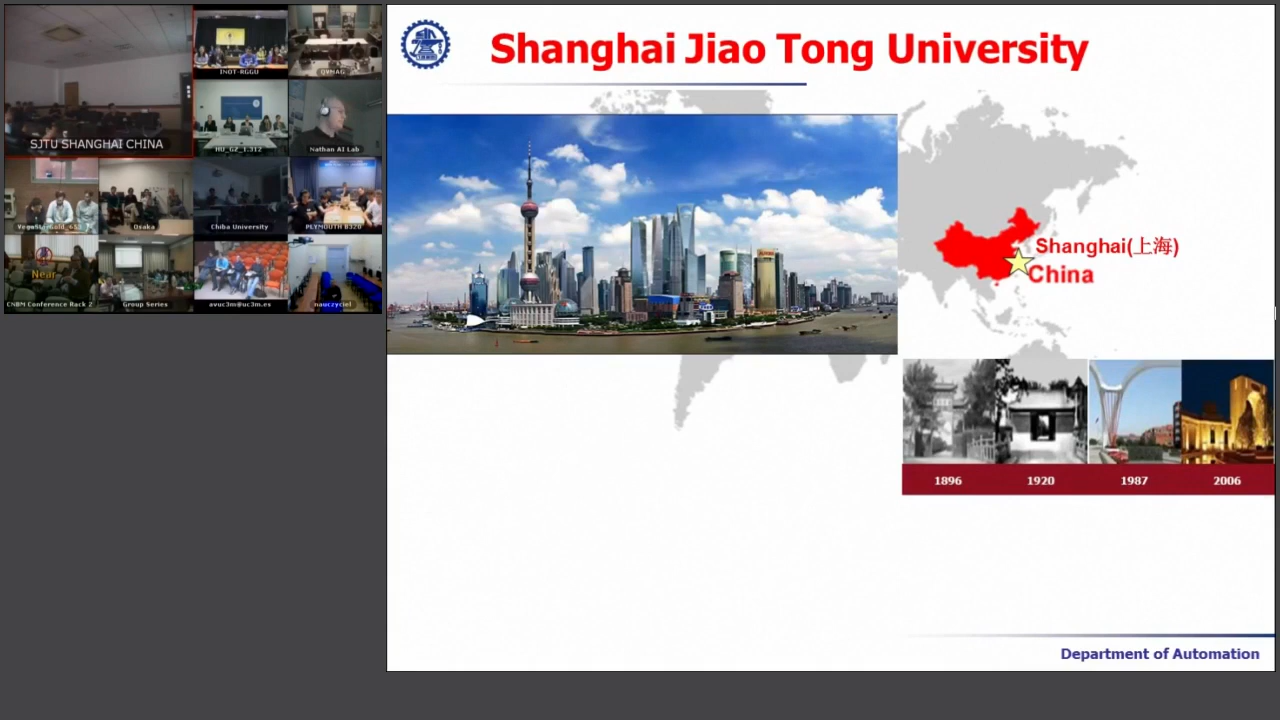 INOT-RGGU
SJTU SHANGHAI CHINA
HU_GZ_1.312
Nathan AI Lab
Osaka
Chiba University
PLYMOUTH B320
Near
CNBM Conference Rack 2
Group Series
avuc3m@uc3m.es
nauczyciel
Shanghai Jiao Tong University
Shanghai(上海)
China
1896
1920
1987
2006
Department of Automation